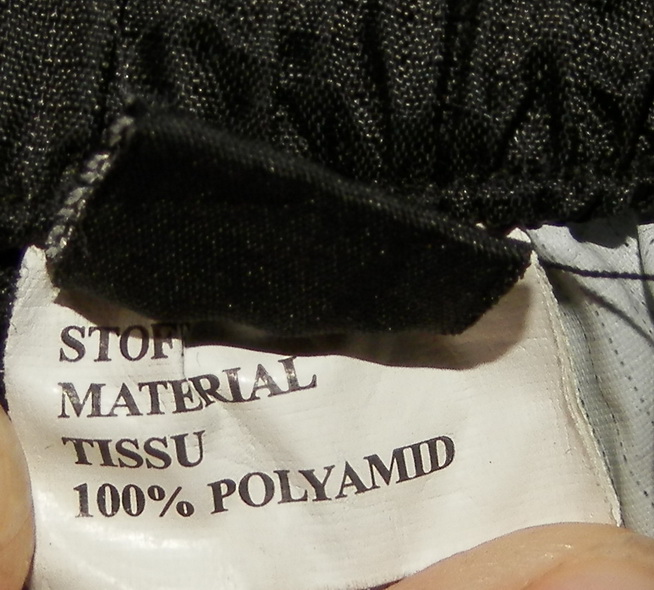 STOF
MATERIAL
TISSU
100% POLYAMID